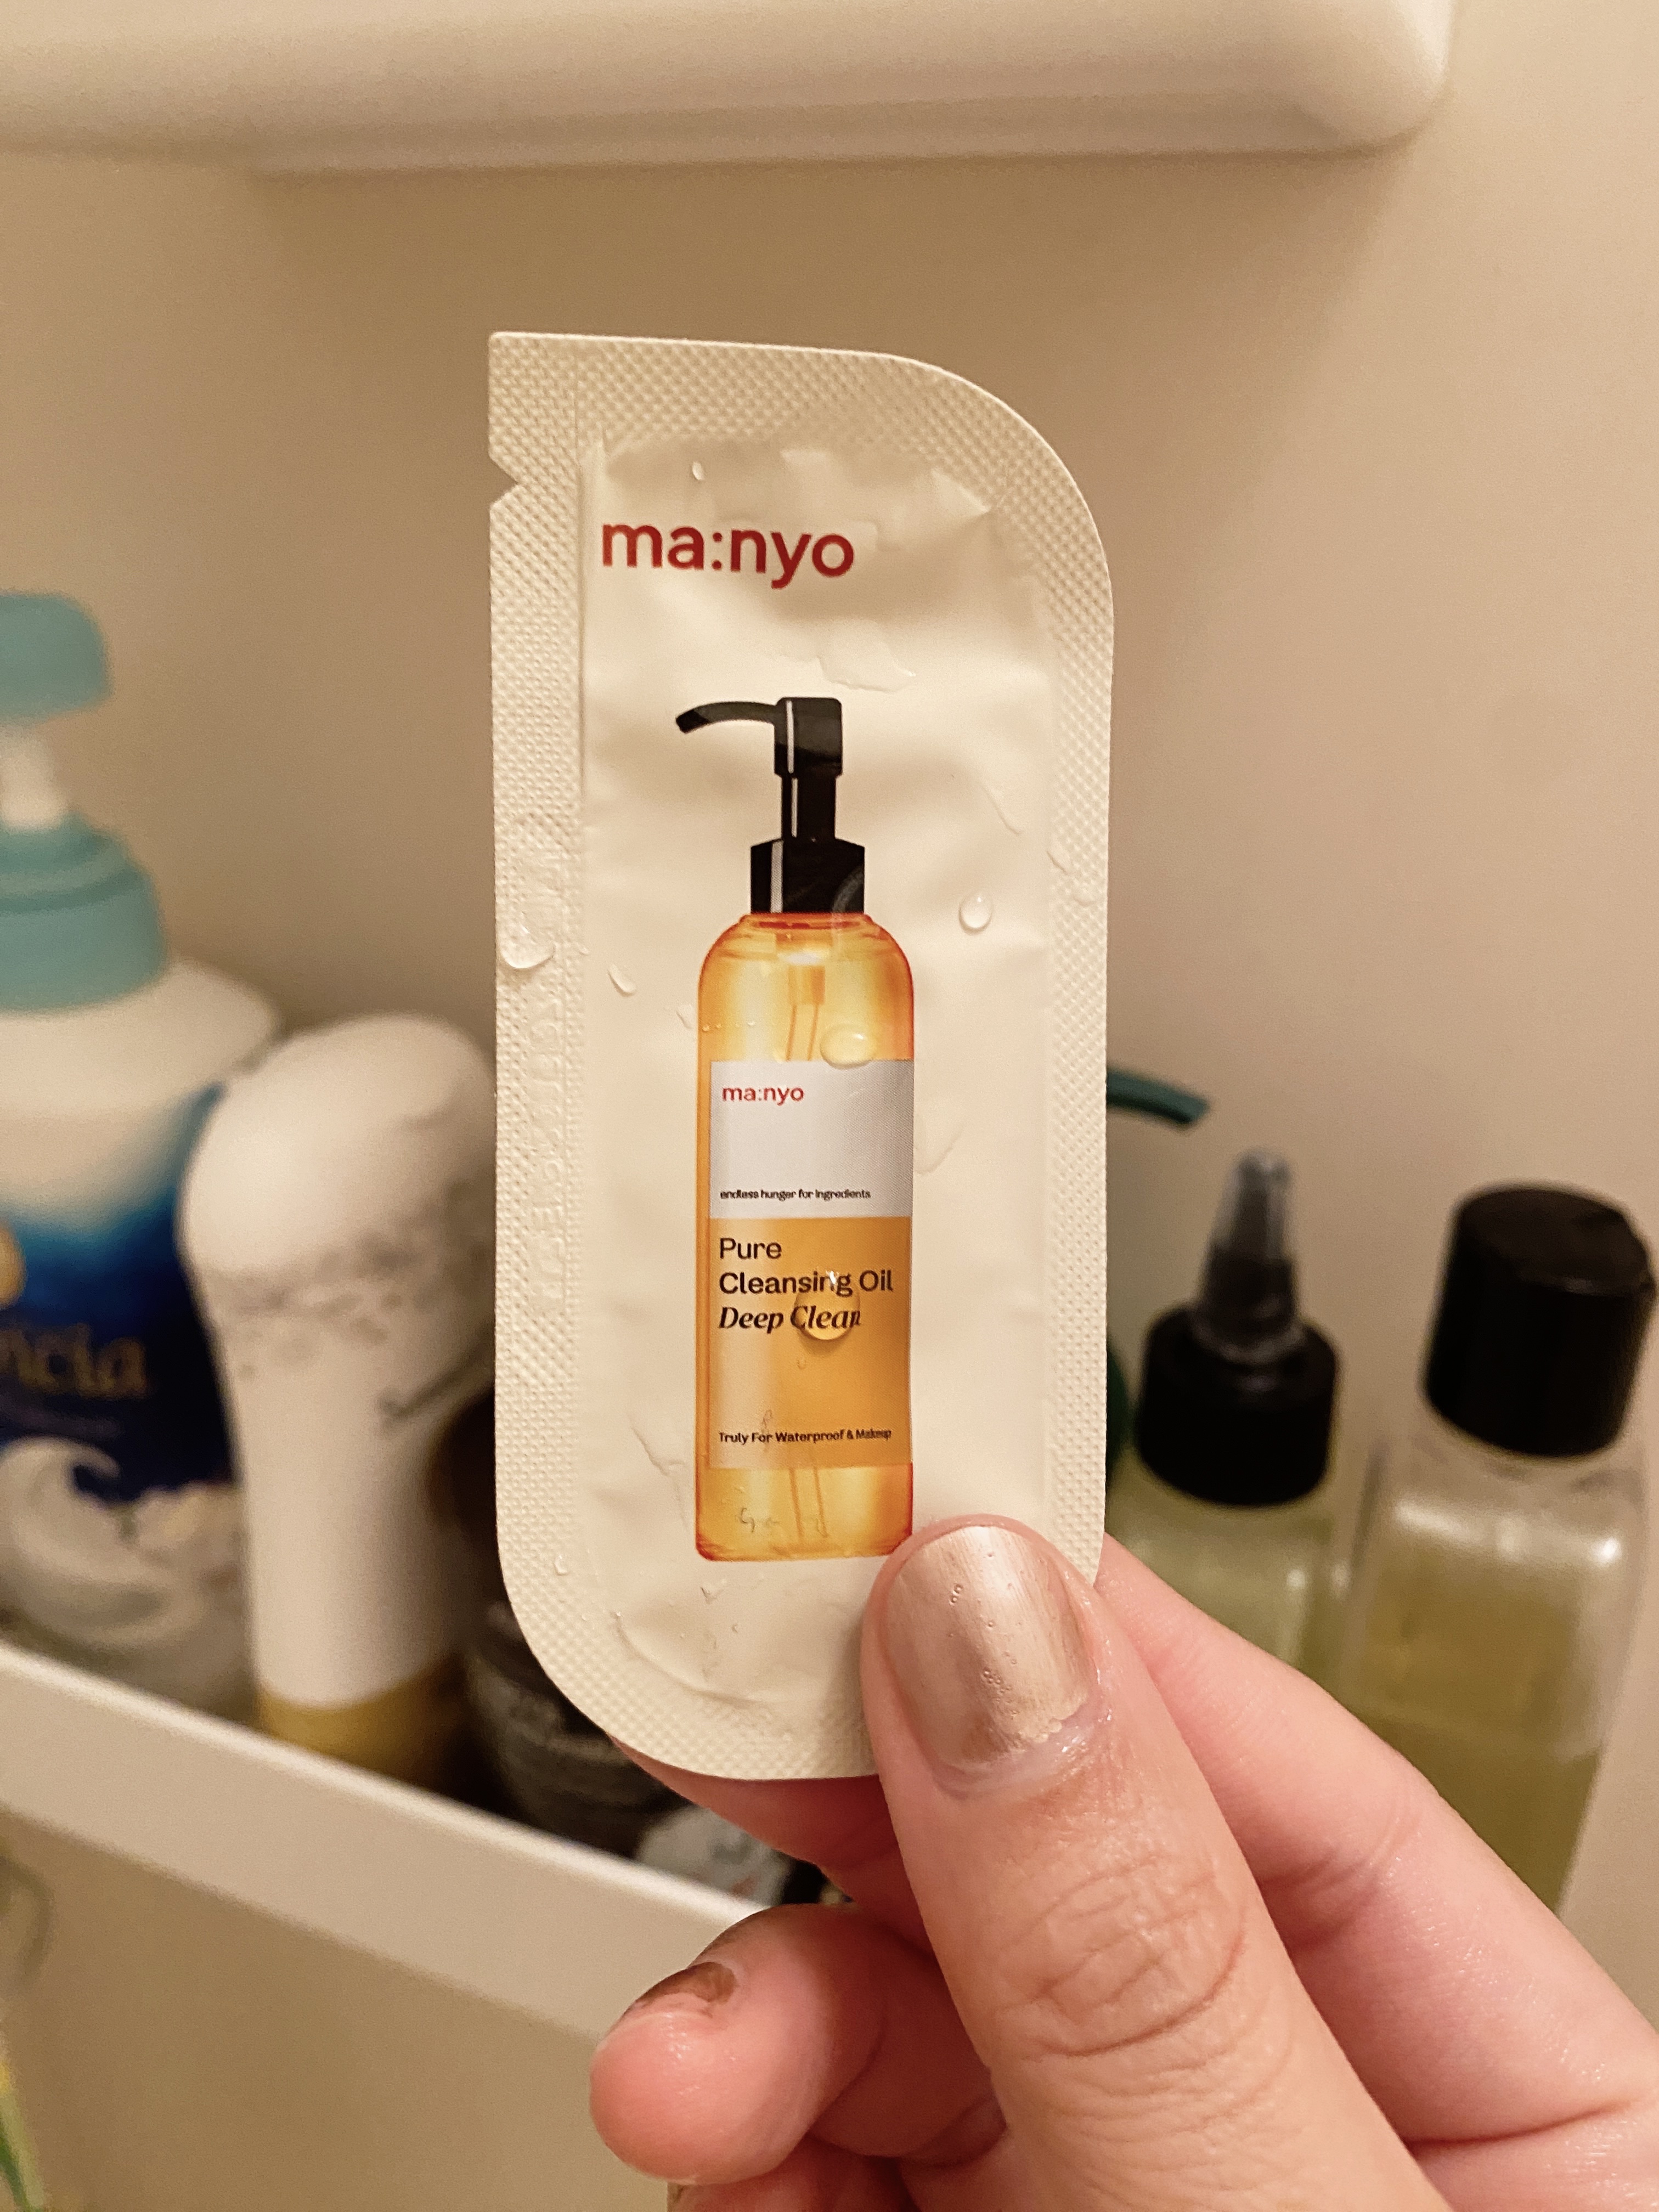 ma:nyo
ma:nyo
endless hunger for ingredients
Pure
Cleansing Oil
Deep Clean
Truly For Waterproof & Makeup